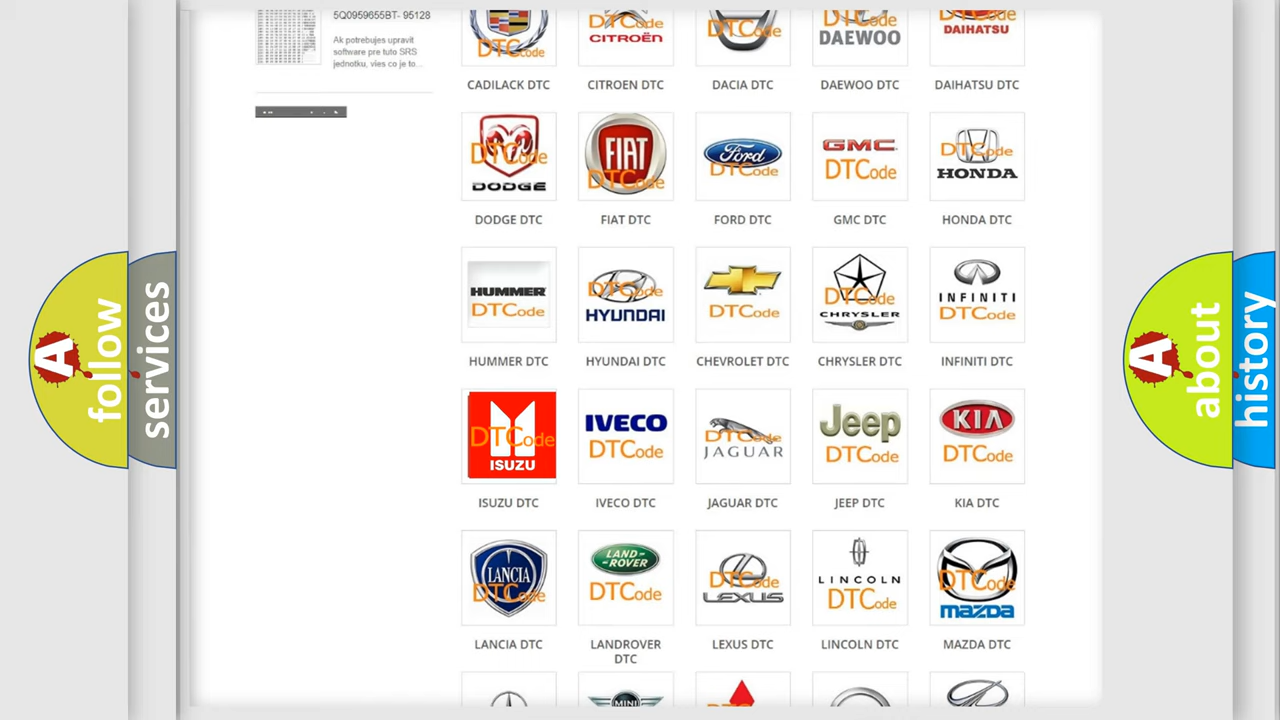 5Q0959655BT- 95128
Ak potrebujes upravit
software pre tuto SRS
jednotku, vies co je to...
DTCode
DTCode
CITROËN
DTCode
DAEWOO
DTCode
DAIHATSU
CADILACK DTC
CITROEN DTC
DACIA DTC
DAEWOO DTC
DAIHATSU DTC
DTCode
DODGE
FIAT
DTCode
Ford
DTCode
GMC
DTCode
DTCode
HONDA
DODGE DTC
FIAT DTC
FORD DTC
GMC DTC
HONDA DTC
HUMMER
DTCode
DTCode
HYUNDAI
DTCode
DTCode
CHRYSLER
INFINITI
DTCode
HUMMER DTC
HYUNDAI DTC
CHEVROLET DTC
CHRYSLER DTC
INFINITI DTC
DTCode
ISUZU
IVECO
DTCode
DTCode
JAGUAR
Jeep
DTCode
KIA
DTCode
ISUZU DTC
IVECO DTC
JAGUAR DTC
JEEP DTC
KIA DTC
LANCIA
DTCode
LAND-
ROVER
DTCode
DTCode
LEXUS
LINCOLN
DTCode
DTCode
mazda
LANCIA DTC
LANDROVER
DTC
LEXUS DTC
LINCOLN DTC
MAZDA DTC
MINI
A
follow
services
A
about
history